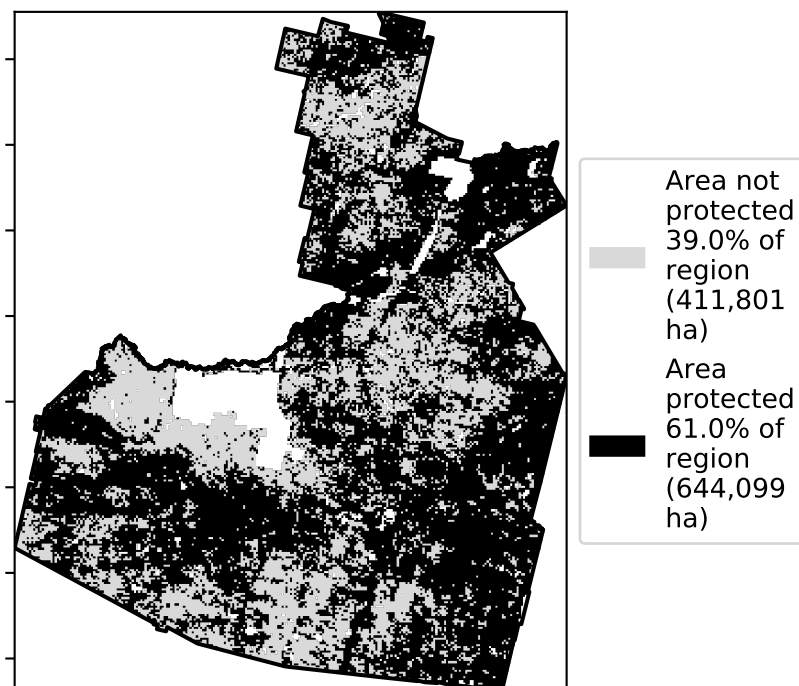 Area not
protected
39.0% of
region
(411,801
ha)
Area
protected
61.0% of
region
(644,099
ha)